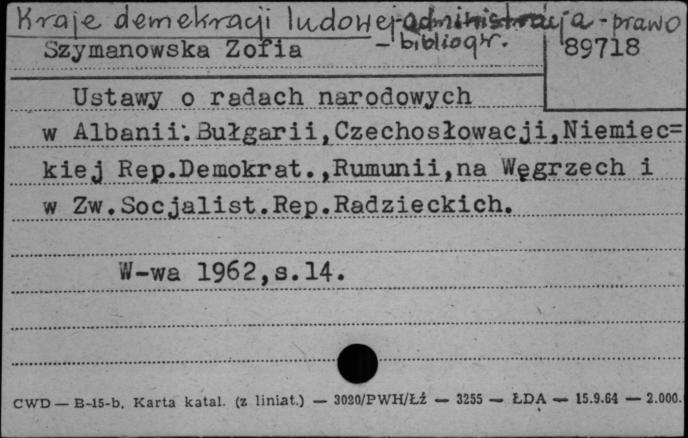 Kraje demokracji ludowej-administracja-prawo
-bibliogr.
Szymanowska Zofia
89718
Ustawy o radach narodowych
w Albanii. Bułgarii,Czechosłowacji,Niemiec=
kiej Rep.Demokrat.,Rumunii,na Węgrzech i
w Zw.Socjalist.Rep.Radzieckich.
W-wa 1962,s.14.
CWD — B-15-b, Karta katal. (z liniat.) — 3020/PWH/Łź — 3255 — ŁDA — 15.9.64 — 2.000.